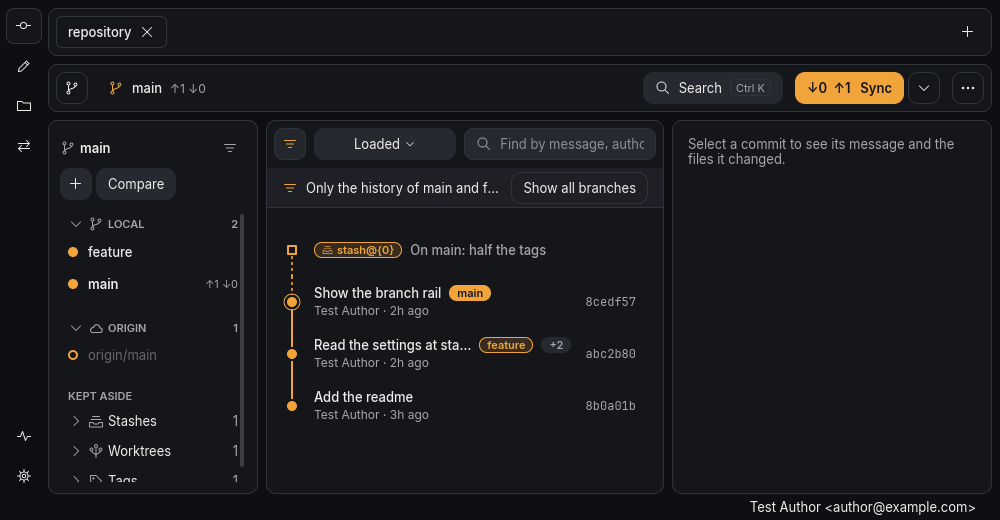 repository
main ↑1 ↓0
Search Ctrl K
↓0 ↑1 Sync
main
Compare
LOCAL 2
feature
main ↑1 ↓0
ORIGIN 1
origin/main
KEPT ASIDE
Stashes 1
Worktrees 1
Tags 1
Loaded
Find by message, autho
Only the history of main and f... Show all branches
stash@{0} On main: half the tags
Show the branch rail main
Test Author · 2h ago 8cedf57
Read the settings at sta... feature +2
Test Author · 2h ago abc2b80
Add the readme
Test Author · 3h ago 8b0a01b
Select a commit to see its message and the
files it changed.
Test Author <author@example.com>